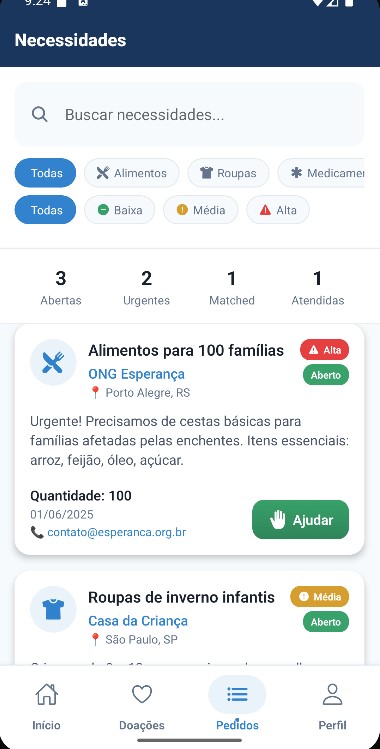 9:24
Necessidades
Buscar necessidades...
Todas Alimentos Roupas Medicame
Todas Baixa Média Alta
3 2 1 1
Abertas Urgentes Matched Atendidas
Alimentos para 100 famílias Alta
ONG Esperança Aberto
Porto Alegre, RS
Urgente! Precisamos de cestas básicas para
famílias afetadas pelas enchentes. Itens essenciais:
arroz, feijão, óleo, açúcar.
Quantidade: 100
01/06/2025
contato@esperanca.org.br
Ajudar
Roupas de inverno infantis Média
Casa da Criança Aberto
São Paulo, SP
Início Doações Pedidos Perfil